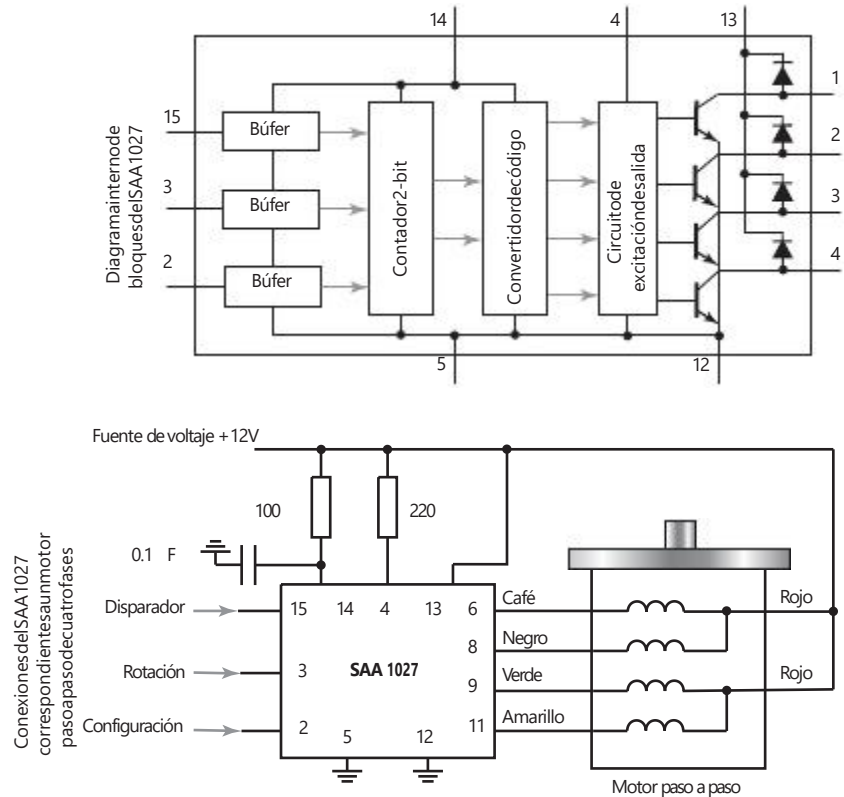 14 4 13
Diagramainternode
bloquesdelSAA1027
15
3
2
Búfer
Búfer
Búfer
Contador2-bit
Convertidordecódigo
Circuitode
excitacióndesalida
1
2
3
4
5 12
Conexionesdel SAA1027
correspondientesaunmotor
pasoapasodecuatrofases
Fuente de voltaje +12V
100 220
0.1 F
Disparador
Rotación
Configuración
15 14 4 13 6
8
3 SAA 1027
9
2 5 12 11
Café
Negro
Verde
Amarillo
Rojo
Rojo
Motor paso a paso